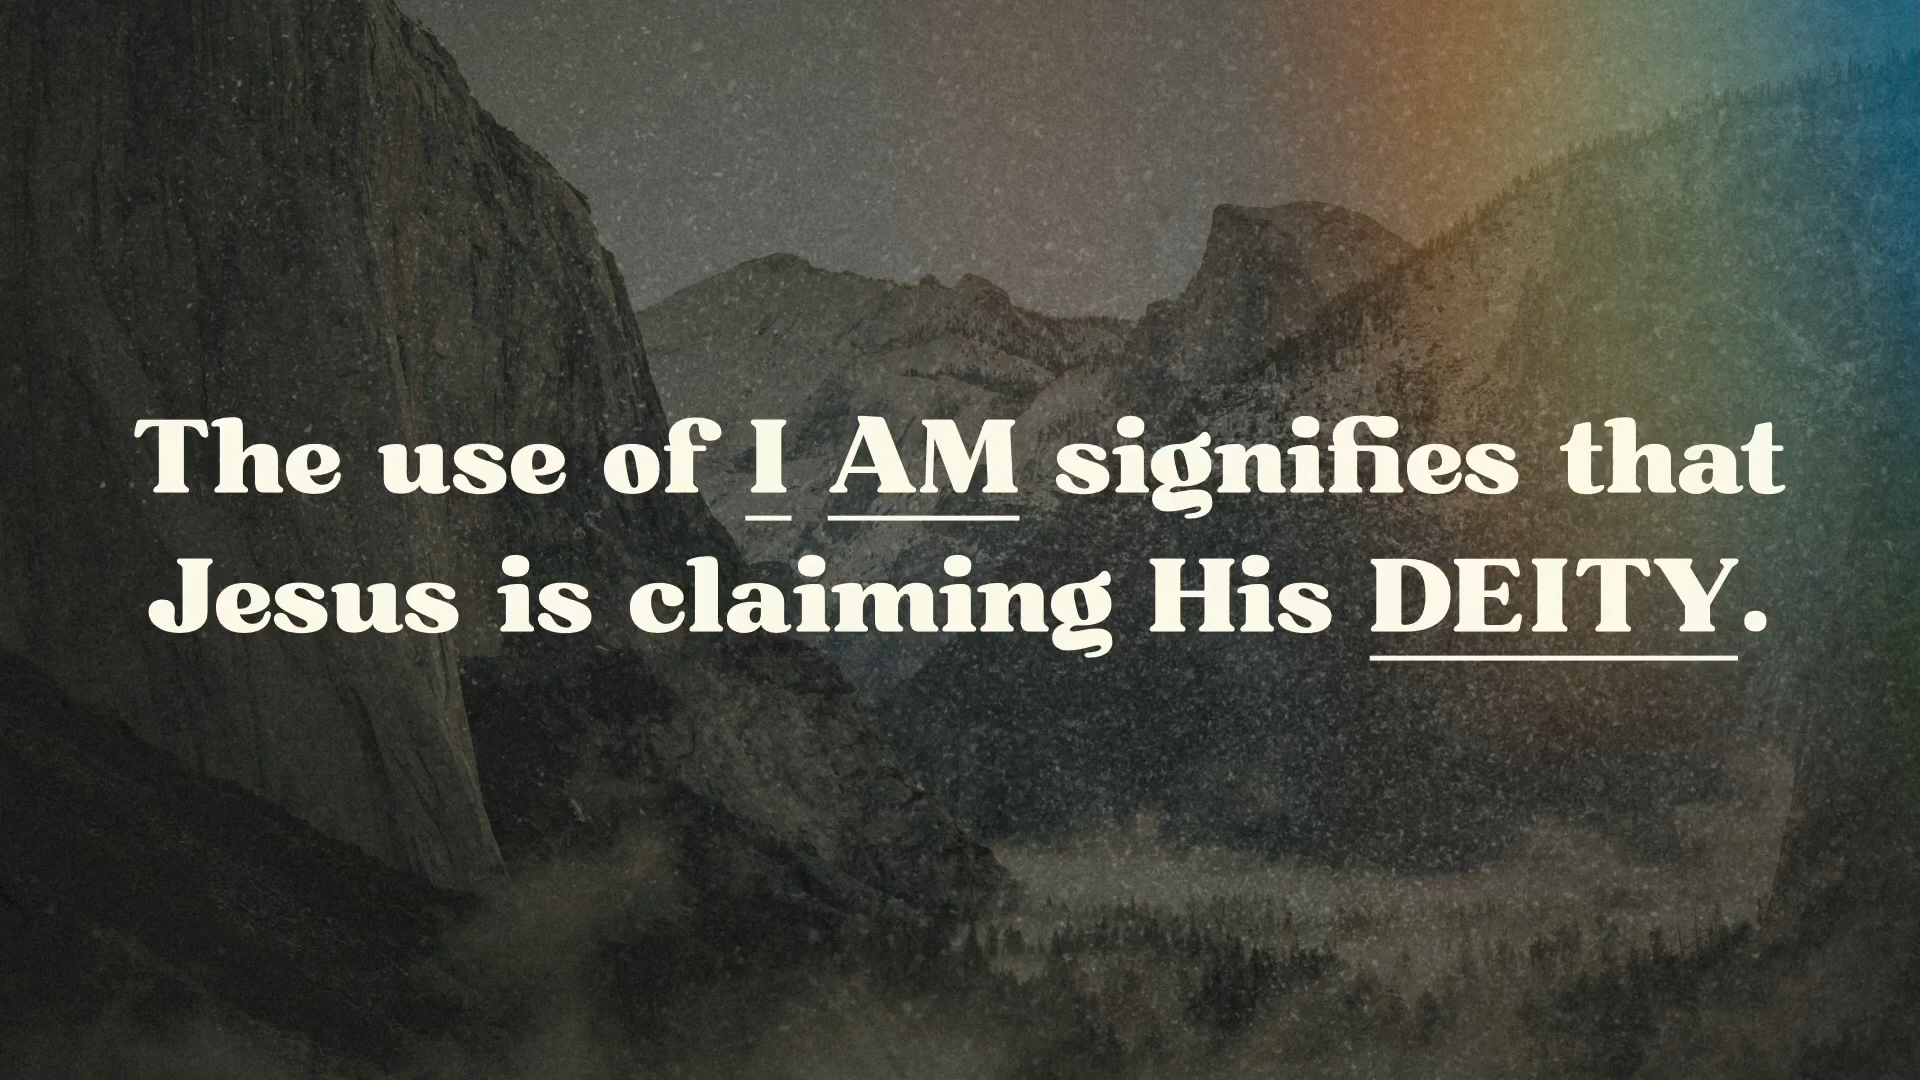 The use of I AM signifies that
Jesus is claiming His DEITY.